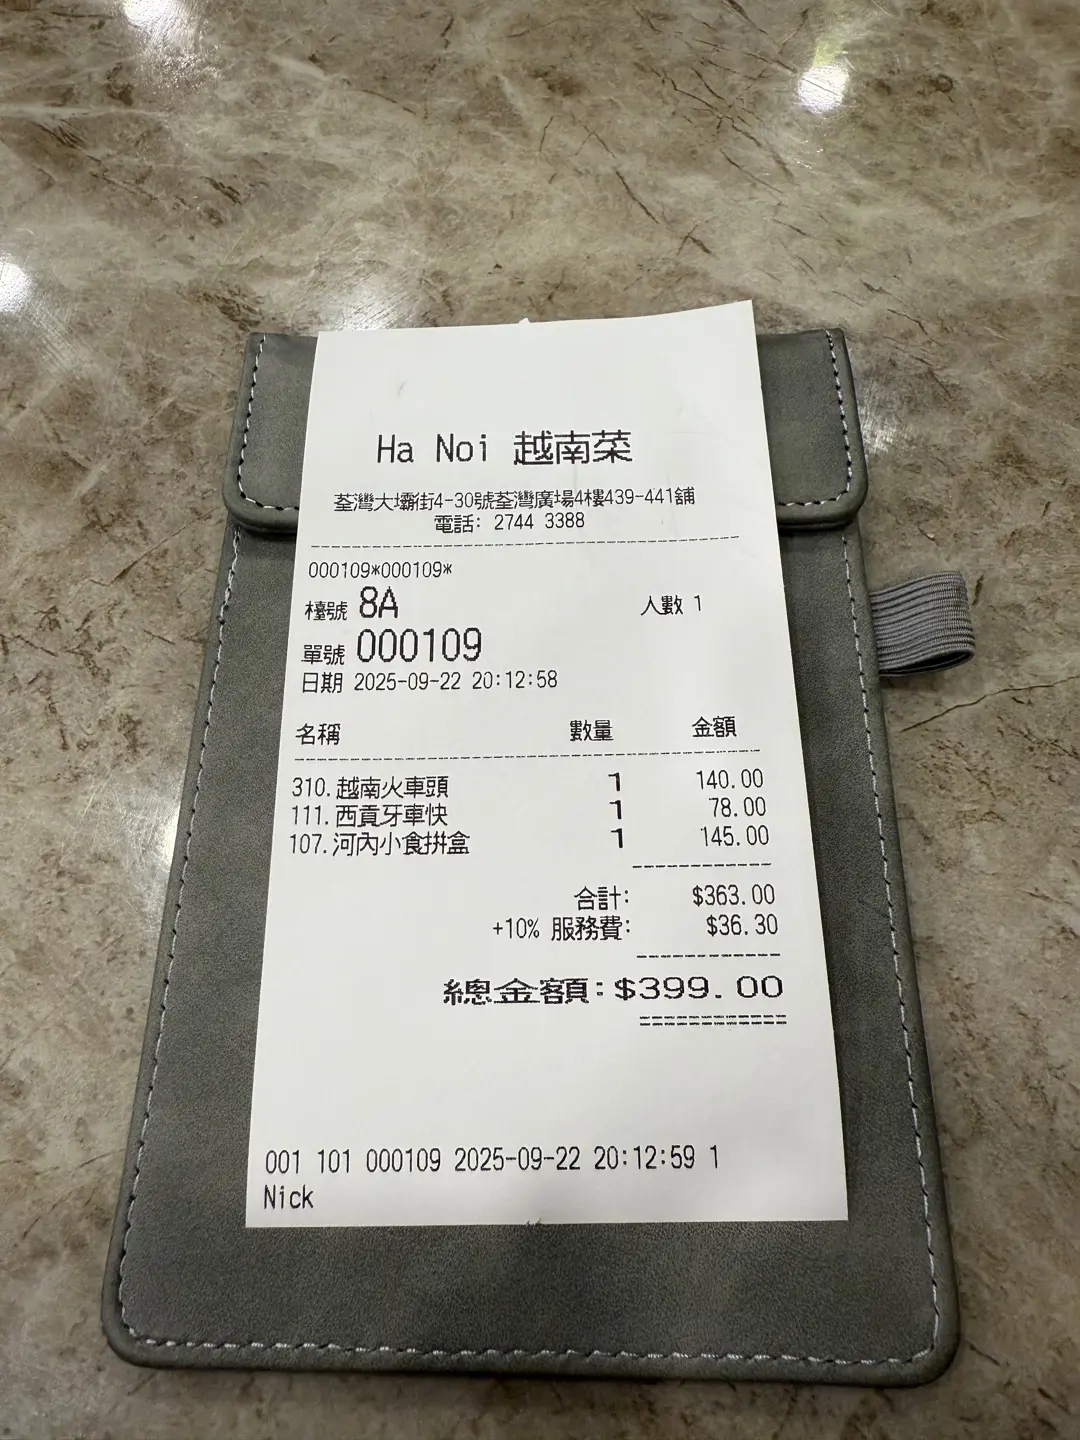 Ha Noi 越南菜
荃灣大壩街4-30號荃灣廣場4樓439-441舖
電話: 2744 3388
000109*000109*
檯號 8A 人數 1
單號 000109
日期 2025-09-22 20:12:58
名稱 數量 金額
310.越南火車頭 1 140.00
111.西貢牙車快 1 78.00
107.河內小食拼盒 1 145.00
合計: $363.00
+10% 服務費: $36.30
總金額:$399.00
001 101 000109 2025-09-22 20:12:59 1
Nick